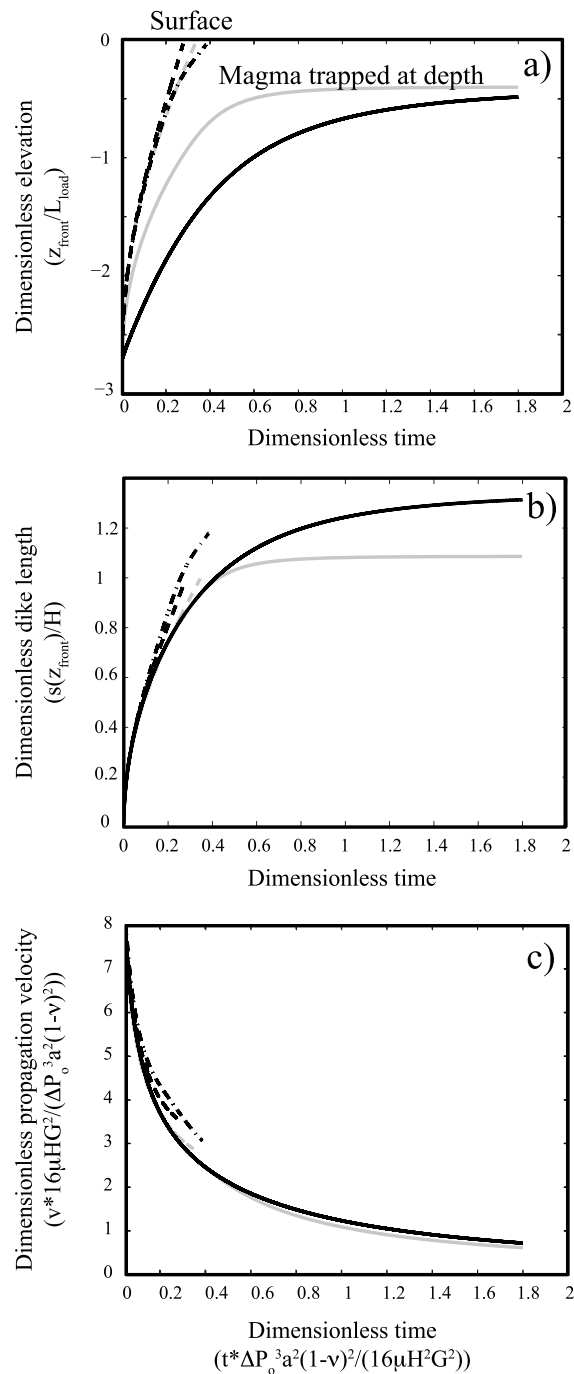 Surface
a)
Magma trapped at depth
0
−1
−2
−3
Dimensionless elevation
(z_front/L_load)
0 0.2 0.4 0.6 0.8 1 1.2 1.4 1.6 1.8 2
Dimensionless time
b)
1.2
1
0.8
0.6
0.4
0.2
0
Dimensionless dike length
(s(z_front)/H)
0 0.2 0.4 0.6 0.8 1 1.2 1.4 1.6 1.8 2
Dimensionless time
c)
8
7
6
5
4
3
2
1
0
Dimensionless propagation velocity
(v*16μHG²/(ΔP_o³a²(1-ν)²))
0 0.2 0.4 0.6 0.8 1 1.2 1.4 1.6 1.8 2
Dimensionless time
(t*ΔP_o³a²(1-ν)²/(16μH²G²))